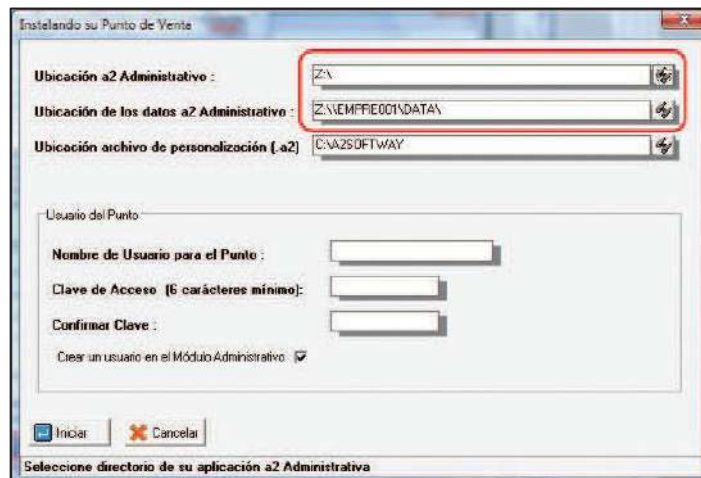 Instalando su Punto de Venta
Ubicación a2 Administrativo : Z:\
Ubicación de los datos a2 Administrativo : Z:\\EMPRE001\DATA\
Ubicación archivo de personalización (.a2) C:\A2SOFTWAY
Usuario del Punto
Nombre de Usuario para el Punto :
Clave de Acceso (6 carácteres mínimo):
Confirmar Clave :
Crear un usuario en el Módulo Administrativo
Iniciar Cancelar
Seleccione directorio de su aplicación a2 Administrativa